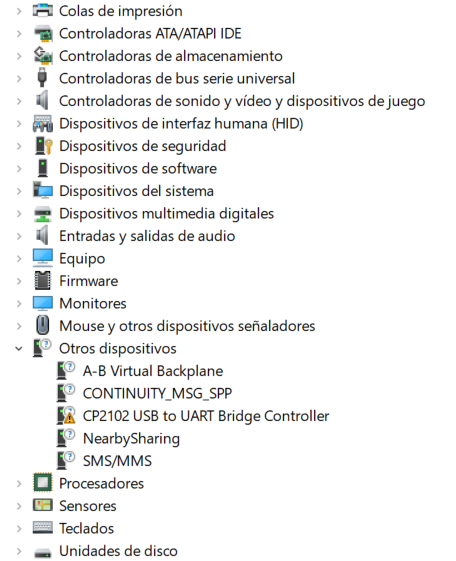 Colas de impresión
Controladoras ATA/ATAPI IDE
Controladoras de almacenamiento
Controladoras de bus serie universal
Controladoras de sonido y vídeo y dispositivos de juego
Dispositivos de interfaz humana (HID)
Dispositivos de seguridad
Dispositivos de software
Dispositivos del sistema
Dispositivos multimedia digitales
Entradas y salidas de audio
Equipo
Firmware
Monitores
Mouse y otros dispositivos señaladores
Otros dispositivos
A-B Virtual Backplane
CONTINUITY_MSG_SPP
CP2102 USB to UART Bridge Controller
NearbySharing
SMS/MMS
Procesadores
Sensores
Teclados
Unidades de disco